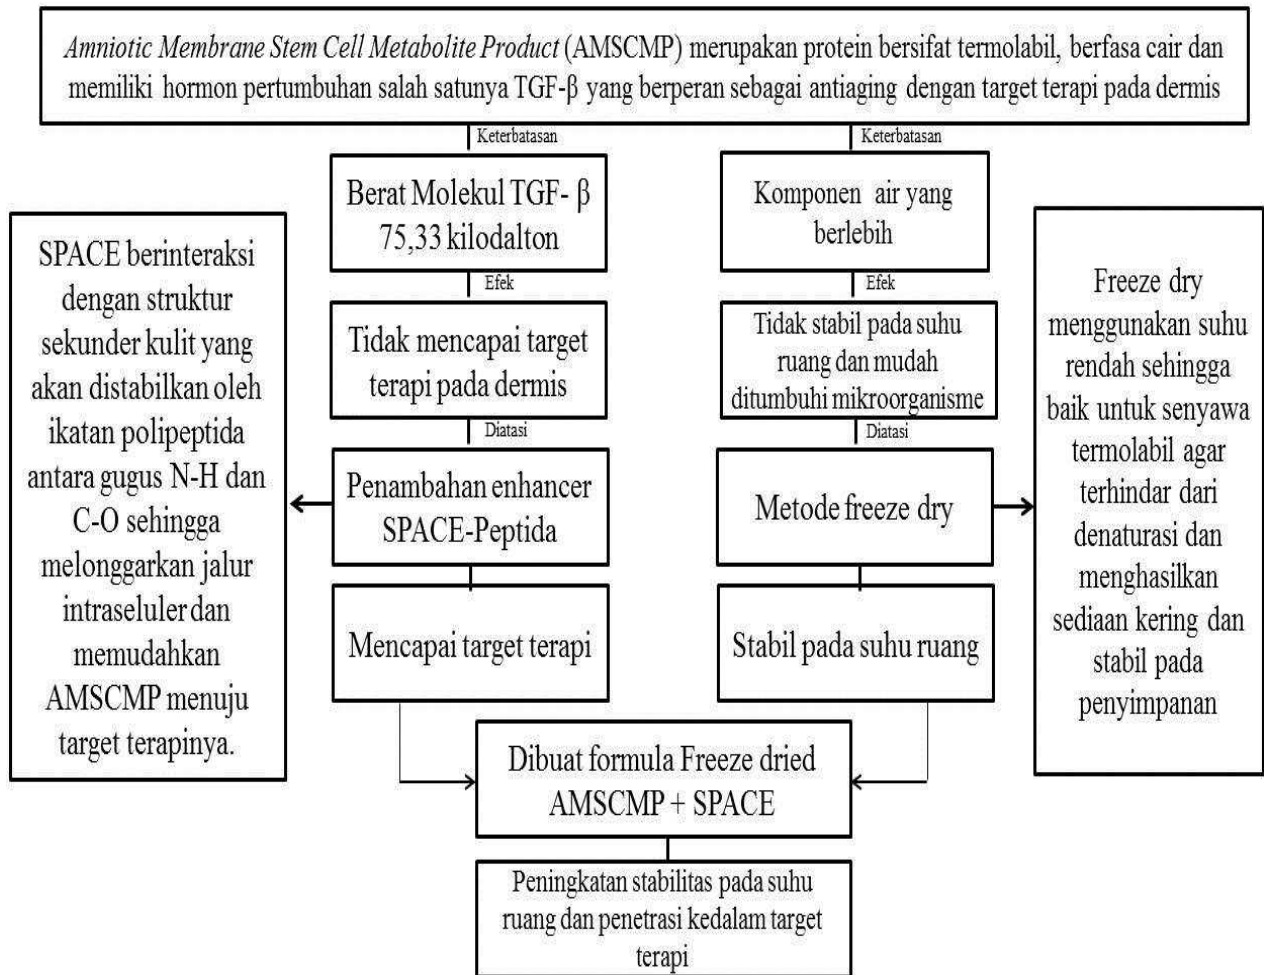 Amniotic Membrane Stem Cell Metabolite Product (AMSCMP) merupakan protein bersifat termolabil, berfasa cair dan
memiliki hormon pertumbuhan salah satunya TGF-β yang berperan sebagai antiaging dengan target terapi pada dermis
Keterbatasan
Berat Molekul TGF- β
75,33 kilodalton
Efek
Tidak mencapai target
terapi pada dermis
Diatasi
Penambahan enhancer
SPACE-Peptida
SPACE berinteraksi
dengan struktur
sekunder kulit yang
akan distabilkan oleh
ikatan polipeptida
antara gugus N-H dan
C-O sehingga
melonggarkan jalur
intraseluler dan
memudahkan
AMSCMP menuju
target terapinya.
Mencapai target terapi
Keterbatasan
Komponen air yang
berlebih
Efek
Tidak stabil pada suhu
ruang dan mudah
ditumbuhi mikroorganisme
Diatasi
Metode freeze dry
Freeze dry
menggunakan suhu
rendah sehingga
baik untuk senyawa
termolabil agar
terhindar dari
denaturasi dan
menghasilkan
sediaan kering dan
stabil pada
penyimpanan
Stabil pada suhu ruang
Dibuat formula Freeze dried
AMSCMP + SPACE
Peningkatan stabilitas pada suhu
ruang dan penetrasi kedalam target
terapi